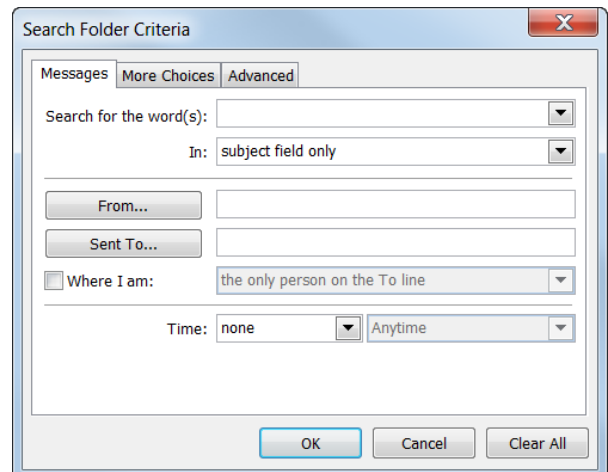 Search Folder Criteria
Messages More Choices Advanced
Search for the word(s):
In: subject field only
From...
Sent To...
Where I am: the only person on the To line
Time: none Anytime
OK Cancel Clear All